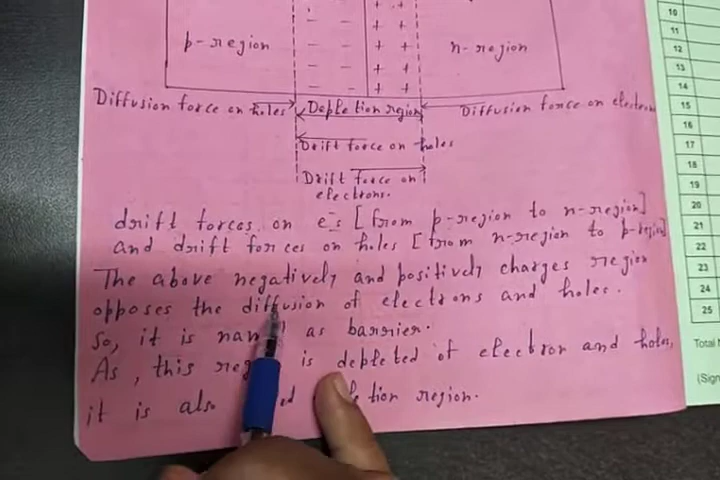 p-region
n-region
Diffusion force on holes
Depletion region
Diffusion force on electrons
Drift force on holes
Drift force on
electrons.
drift forces on e⁻s [from p-region to n-region]
and drift forces on holes [from n-region to p-region]
The above negatively and positively charges region
opposes the diffusion of electrons and holes.
So, it is as barrier.
As, this is depleted of electron and holes,
it is also region.
10
11
12
13
14
15
16
17
18
19
20
21
22
23
24
25
Total
(Sign